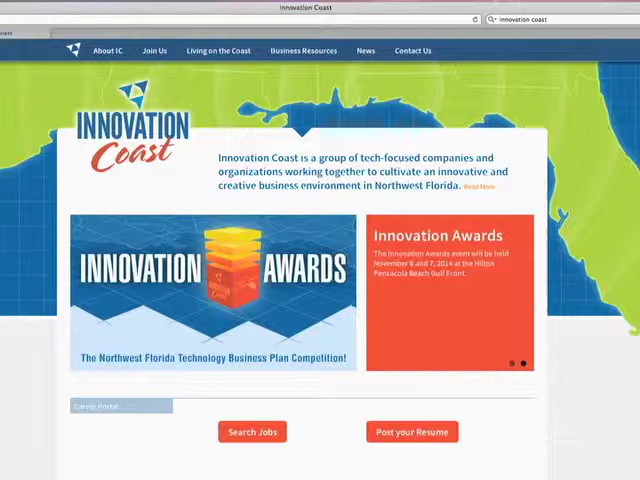 Innovation Coast
innovation coast
About IC
Join Us
Living on the Coast
Business Resources
News
Contact Us
INNOVATION
Coast
Innovation Coast is a group of tech-focused companies and
organizations working together to cultivate an innovative and
creative business environment in Northwest Florida. Read More
INNOVATION AWARDS
The Northwest Florida Technology Business Plan Competition!
Innovation Awards
The Innovation Awards event will be held
November 6 and 7, 2014 at the Hilton
Pensacola Beach Gulf Front.
Career Portal
Search Jobs
Post your Resume